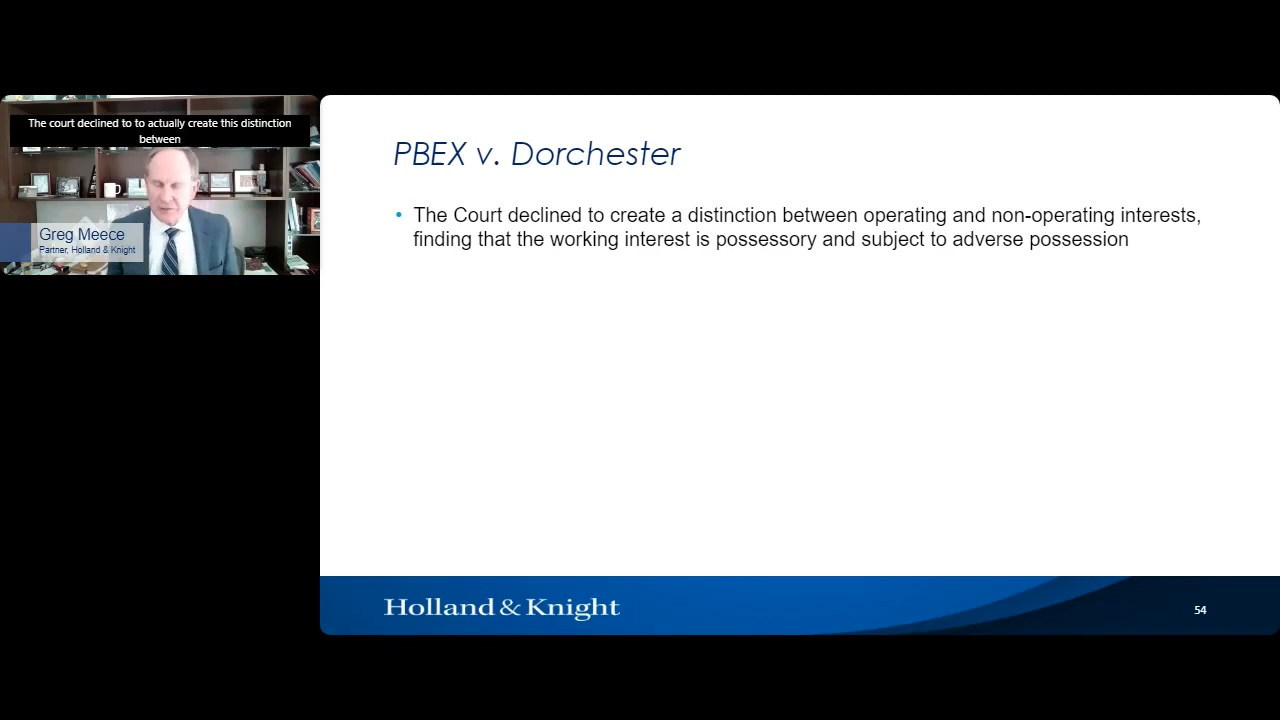 The court declined to to actually create this distinction
between
Greg Meece
Partner, Holland & Knight
PBEX v. Dorchester
• The Court declined to create a distinction between operating and non-operating interests,
finding that the working interest is possessory and subject to adverse possession
Holland & Knight
54